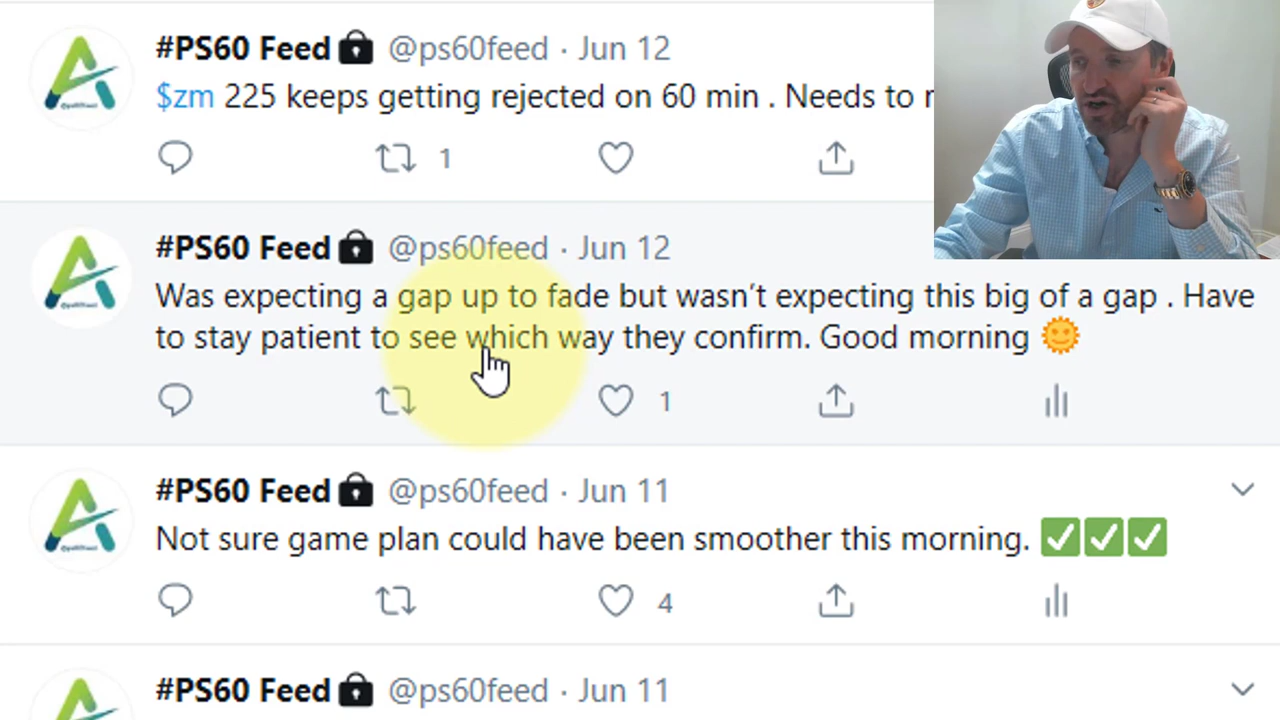 #PS60 Feed @ps60feed · Jun 12
$zm 225 keeps getting rejected on 60 min . Needs to
1
#PS60 Feed @ps60feed · Jun 12
Was expecting a gap up to fade but wasn't expecting this big of a gap . Have
to stay patient to see which way they confirm. Good morning 🌞
1
#PS60 Feed @ps60feed · Jun 11
Not sure game plan could have been smoother this morning. ✅✅✅
4
#PS60 Feed @ps60feed · Jun 11